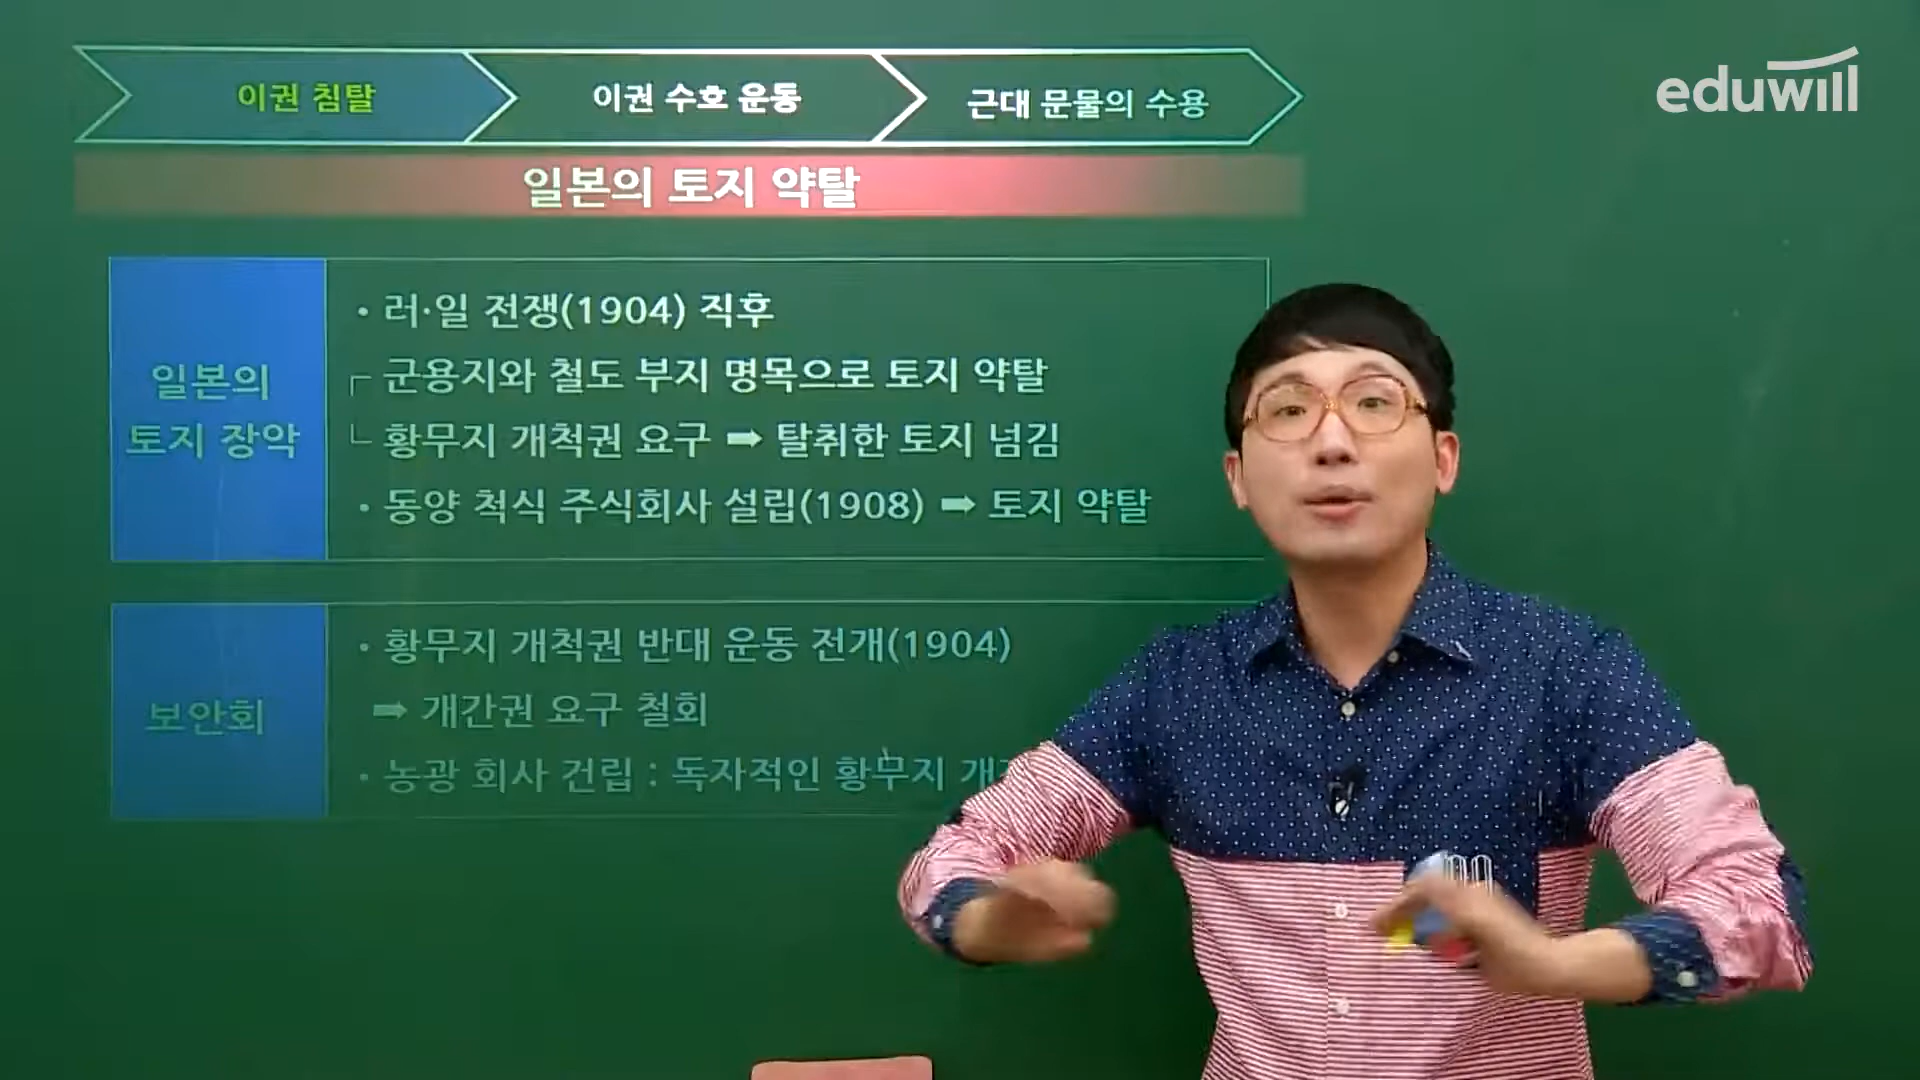 이권 침탈
이권 수호 운동
근대 문물의 수용
eduwill
일본의 토지 약탈
일본의
토지 장악
• 러·일 전쟁(1904) 직후
┌ 군용지와 철도 부지 명목으로 토지 약탈
└ 황무지 개척권 요구 ➡ 탈취한 토지 넘김
• 동양 척식 주식회사 설립(1908) ➡ 토지 약탈
보안회
• 황무지 개척권 반대 운동 전개(1904)
➡ 개간권 요구 철회
• 농광 회사 건립 : 독자적인 황무지